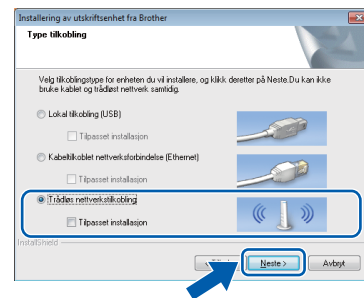 Installering av utskriftsenhet fra Brother
Type tilkobling
Velg tilkoblingstype for enheten du vil installere, og klikk deretter på Neste.Du kan ikke
bruke kablet og trådløst nettverk samtidig.
Lokal tilkobling (USB)
Tilpasset installasjon
Kabeltilkoblet nettverksforbindelse (Ethernet)
Tilpasset installasjon
Trådløs nettverkstilkobling
Tilpasset installasjon
InstallShield
Neste >
Avbryt